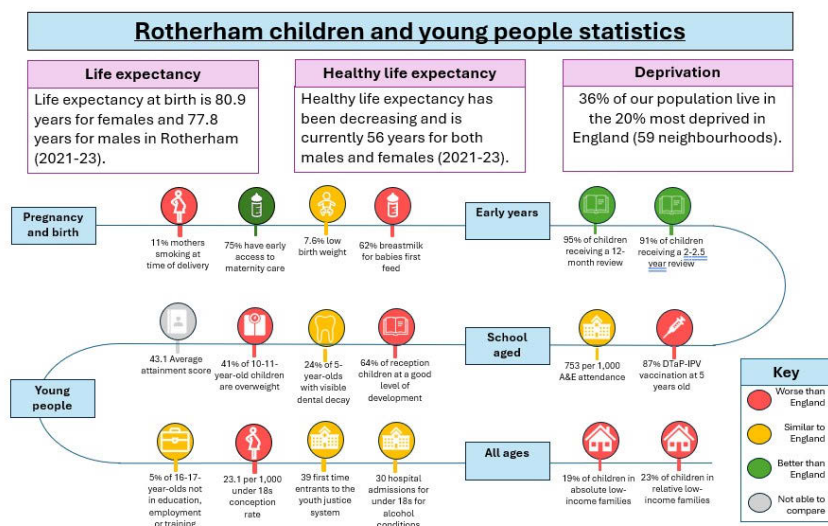 Rotherham children and young people statistics
Life expectancy
Life expectancy at birth is 80.9
years for females and 77.8
years for males in Rotherham
(2021-23).
Healthy life expectancy
Healthy life expectancy has
been decreasing and is
currently 56 years for both
males and females (2021-23).
Deprivation
36% of our population live in
the 20% most deprived in
England (59 neighbourhoods).
Pregnancy
and birth
11% mothers
smoking at
time of delivery
75% have early
access to
maternity care
7.6% low
birth weight
62% breastmilk
for babies first
feed
Early years
95% of children
receiving a 12-
month review
91% of children
receiving a 2-2.5
year review
43.1 Average
attainment score
41% of 10-11-
year-old children
are overweight
24% of 5-
year-olds
with visible
dental decay
64% of reception
children at a good
level of
development
School
aged
753 per 1,000
A&E attendance
87% DTaP-IPV
vaccination at 5
years old
Young
people
5% of 16-17-
year-olds not
in education,
employment
or training
23.1 per 1,000
under 18s
conception
rate
39 first time
entrants to the
youth justice
system
30 hospital
admissions for
under 18s for
alcohol
conditions
All ages
19% of children in
absolute low-
income families
23% of children in
relative low-
income families
Key
Worse than
England
Similar to
England
Better than
England
Not able to
compare